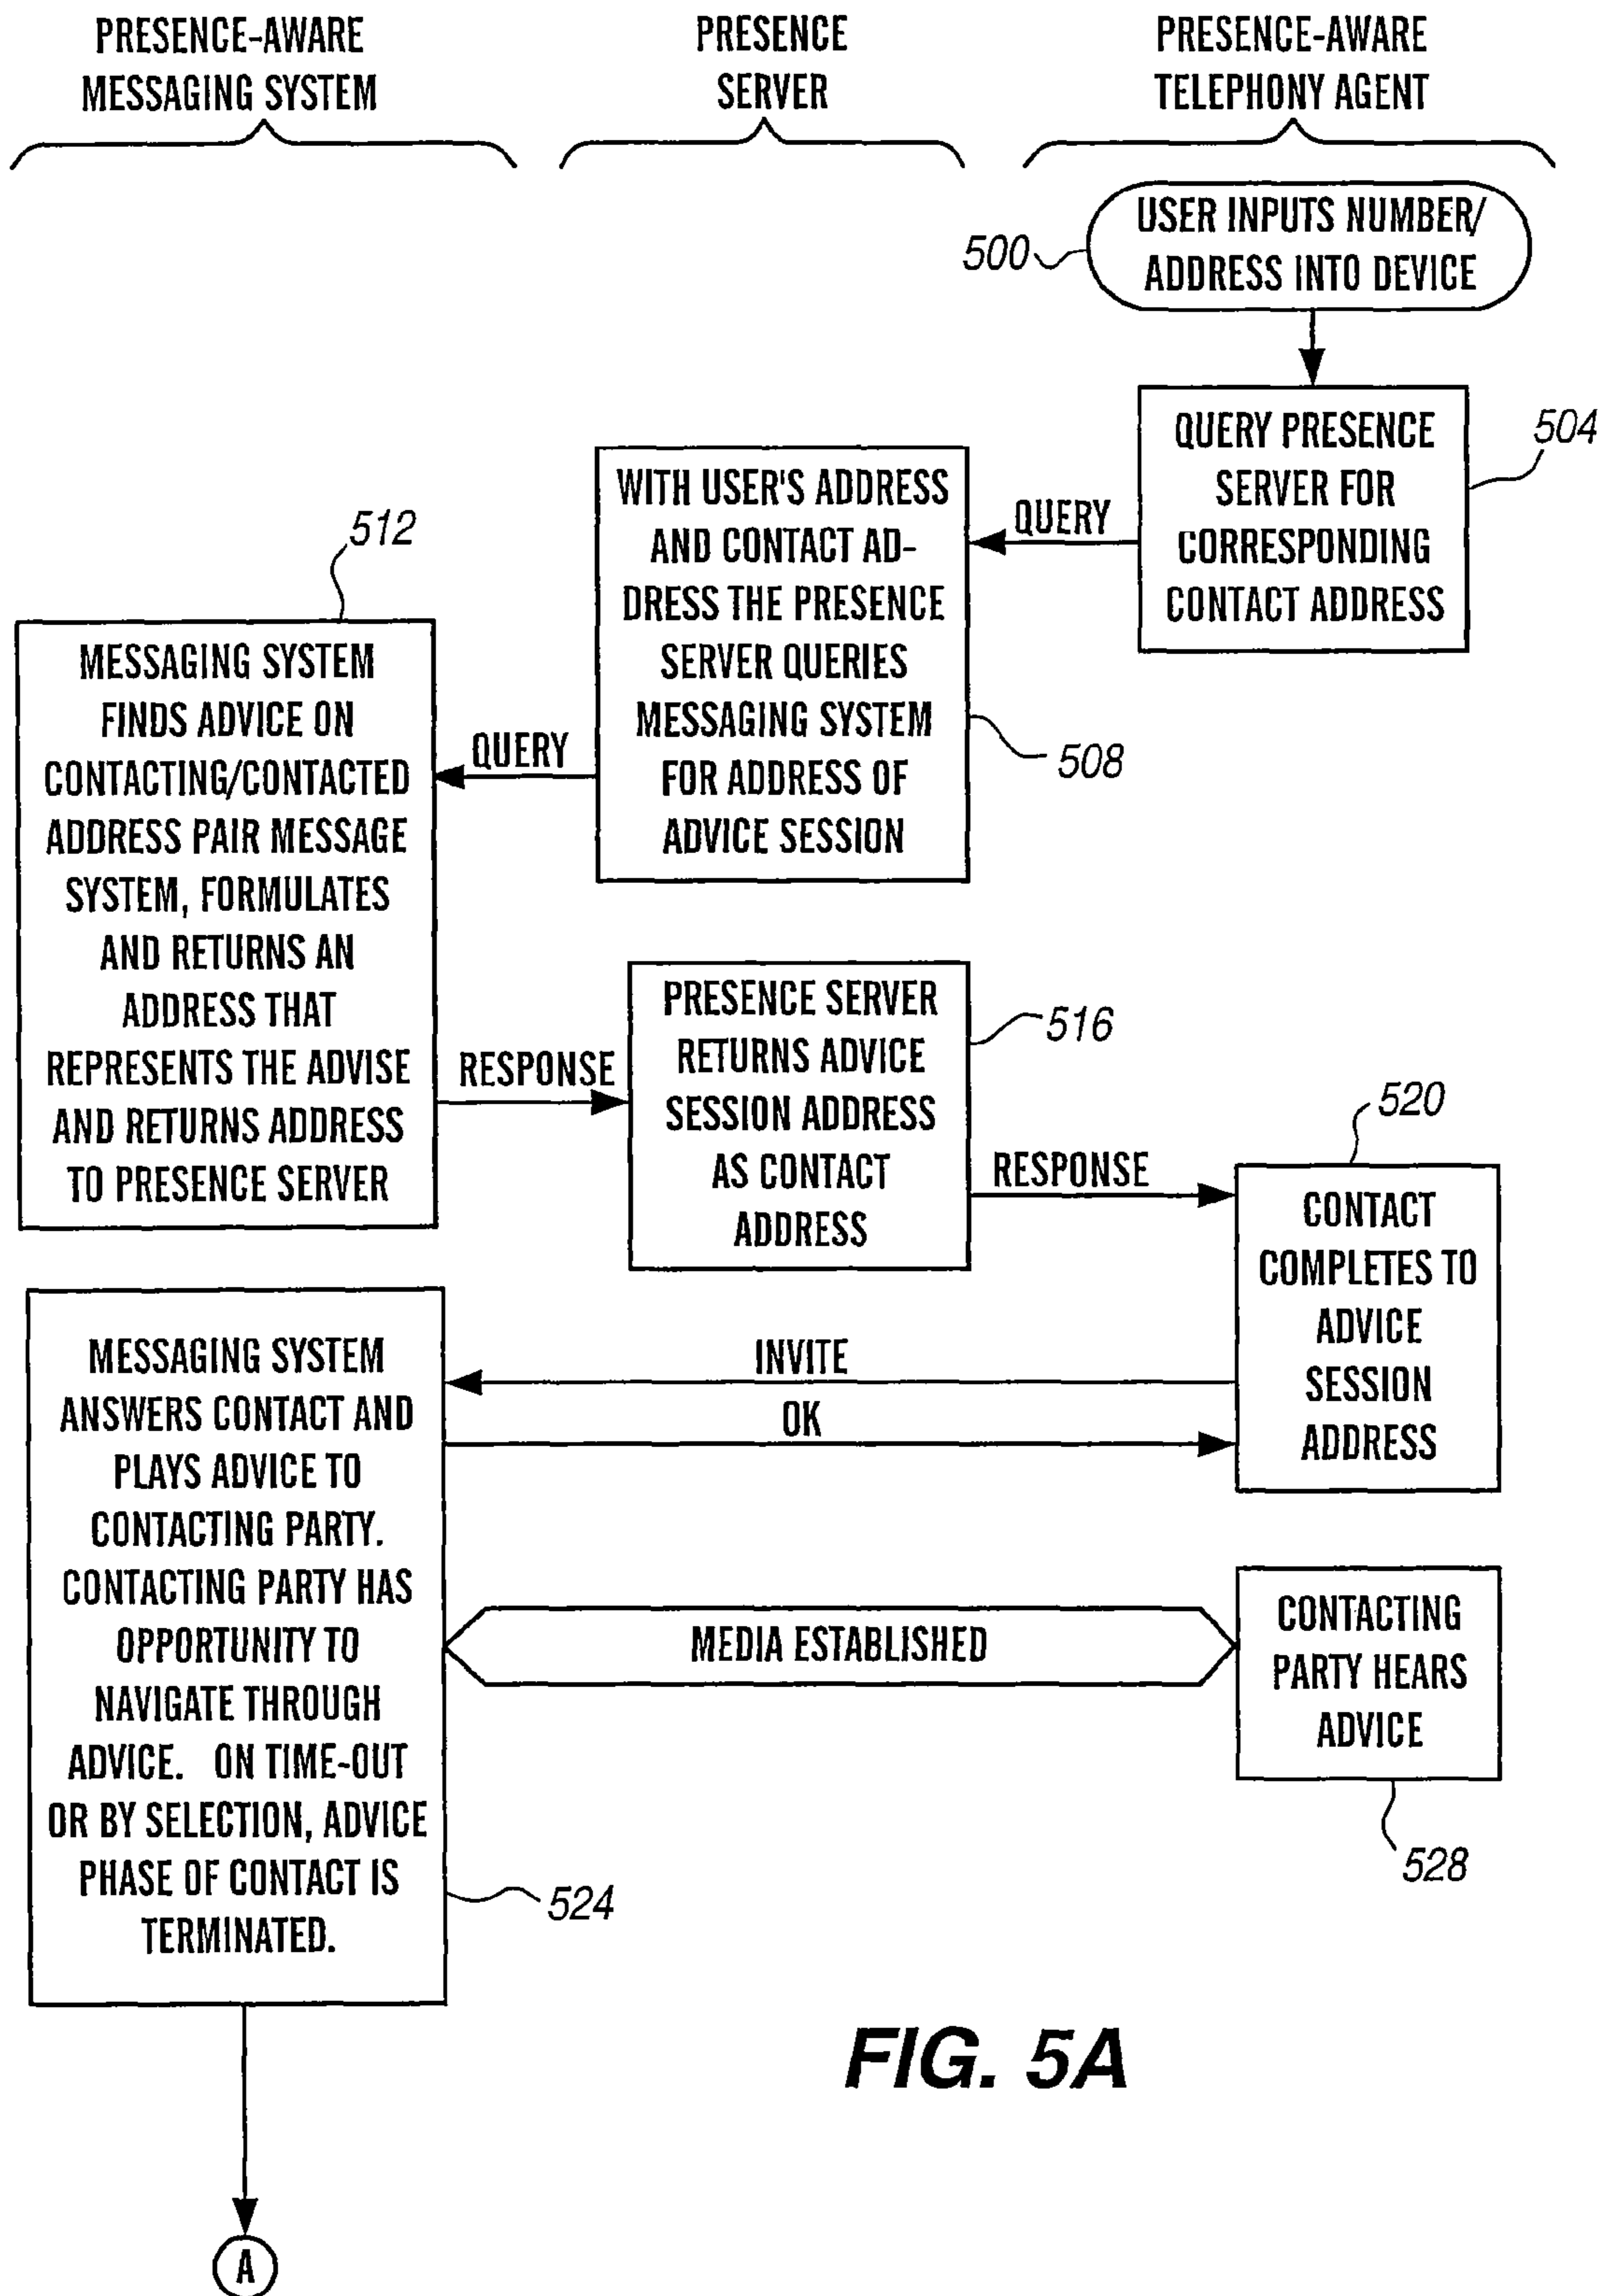 PRESENCE-AWARE
MESSAGING SYSTEM
PRESENCE
SERVER
PRESENCE-AWARE
TELEPHONY AGENT
500
USER INPUTS NUMBER/
ADDRESS INTO DEVICE
504
QUERY PRESENCE
SERVER FOR
CORRESPONDING
CONTACT ADDRESS
QUERY
WITH USER'S ADDRESS
AND CONTACT AD-
DRESS THE PRESENCE
SERVER QUERIES
MESSAGING SYSTEM
FOR ADDRESS OF
ADVICE SESSION
508
QUERY
512
MESSAGING SYSTEM
FINDS ADVICE ON
CONTACTING/CONTACTED
ADDRESS PAIR MESSAGE
SYSTEM, FORMULATES
AND RETURNS AN
ADDRESS THAT
REPRESENTS THE ADVISE
AND RETURNS ADDRESS
TO PRESENCE SERVER
RESPONSE
PRESENCE SERVER
RETURNS ADVICE
SESSION ADDRESS
AS CONTACT
ADDRESS
516
RESPONSE
520
CONTACT
COMPLETES TO
ADVICE
SESSION
ADDRESS
INVITE
OK
MESSAGING SYSTEM
ANSWERS CONTACT AND
PLAYS ADVICE TO
CONTACTING PARTY.
CONTACTING PARTY HAS
OPPORTUNITY TO
NAVIGATE THROUGH
ADVICE. ON TIME-OUT
OR BY SELECTION, ADVICE
PHASE OF CONTACT IS
TERMINATED.
524
MEDIA ESTABLISHED
CONTACTING
PARTY HEARS
ADVICE
528
FIG. 5A
A